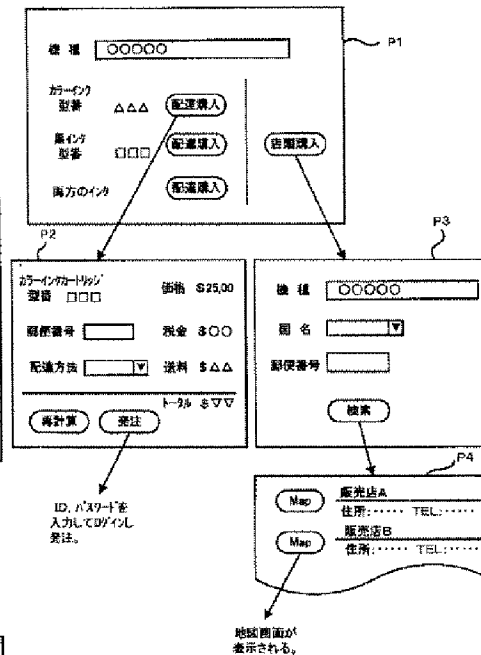 P1
機種 ○○○○○
カラーインク
型番 △△△ 配達購入
黒インク
型番 □□□ 配達購入 店頭購入
両方のインク 配達購入
P2
カラーインクカートリッジ
型番 □□□ 価格 $25,00
郵便番号 税金 $○○
配達方法 ▼ 送料 $△△
トータル $▽▽
再計算 発注
ID、パスワードを
入力してログインし
発注。
P3
機種 ○○○○○
国名 ▼
郵便番号
検索
P4
Map 販売店A
住所:‥‥‥ TEL:‥‥‥
Map 販売店B
住所:‥‥‥ TEL:‥‥‥
地図画面が
表示される。